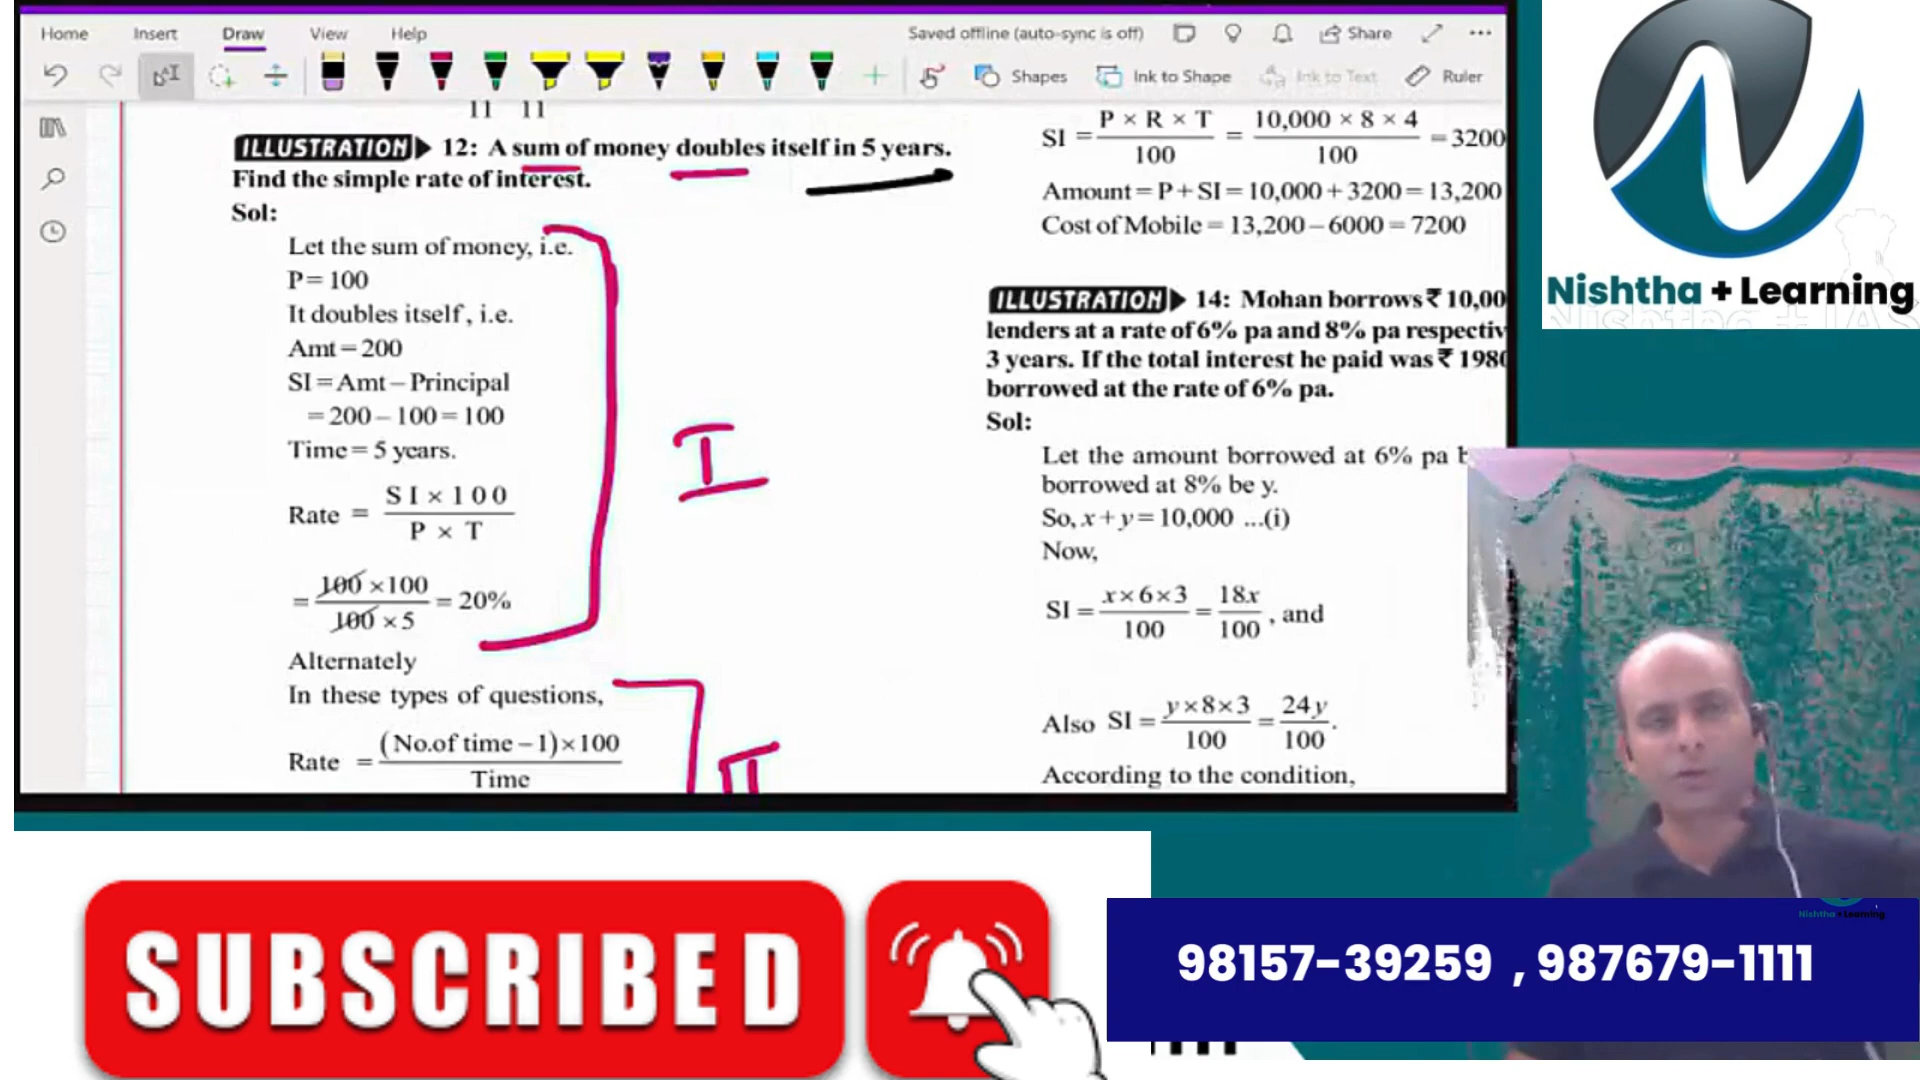 Home Insert Draw View Help
Saved offline (auto-sync is off) Share
Shapes Ink to Shape Ink to Text Ruler
11 11
ILLUSTRATION 12: A sum of money doubles itself in 5 years.
Find the simple rate of interest.
Sol:
Let the sum of money, i.e.
P = 100
It doubles itself, i.e.
Amt = 200
SI = Amt – Principal
= 200 – 100 = 100
Time = 5 years.
Rate = SI × 100 / P × T
= 100 × 100 / 100 × 5 = 20%
Alternately
In these types of questions,
Rate = (No.of time – 1) × 100 / Time
I
II
SI = P × R × T / 100 = 10,000 × 8 × 4 / 100 = 3200
Amount = P + SI = 10,000 + 3200 = 13,200
Cost of Mobile = 13,200 – 6000 = 7200
ILLUSTRATION 14: Mohan borrows ₹ 10,00
lenders at a rate of 6% pa and 8% pa respectiv
3 years. If the total interest he paid was ₹ 1980
borrowed at the rate of 6% pa.
Sol:
Let the amount borrowed at 6% pa b
borrowed at 8% be y.
So, x + y = 10,000 ...(i)
Now,
SI = x × 6 × 3 / 100 = 18x / 100 , and
Also SI = y × 8 × 3 / 100 = 24y / 100 .
According to the condition,
Nishtha + Learning
Nishtha + IAS
SUBSCRIBED
Nishtha + Learning
98157-39259 , 987679-1111